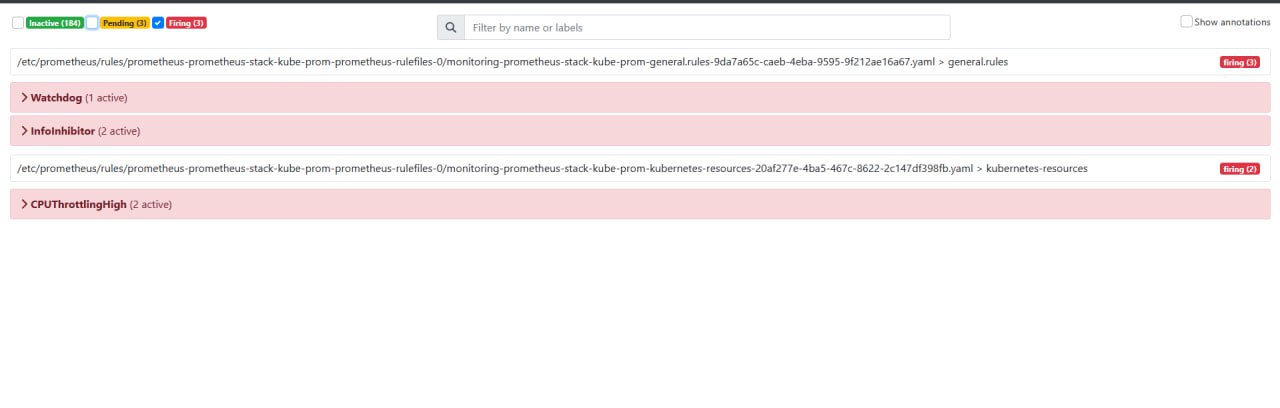 Inactive (184) Pending (3) Firing (3) Filter by name or labels Show annotations
/etc/prometheus/rules/prometheus-prometheus-stack-kube-prom-prometheus-rulefiles-0/monitoring-prometheus-stack-kube-prom-general.rules-9da7a65c-caeb-4eba-9595-9f212ae16a67.yaml > general.rules firing (3)
Watchdog (1 active)
InfoInhibitor (2 active)
/etc/prometheus/rules/prometheus-prometheus-stack-kube-prom-prometheus-rulefiles-0/monitoring-prometheus-stack-kube-prom-kubernetes-resources-20af277e-4ba5-467c-8622-2c147df398fb.yaml > kubernetes-resources firing (2)
CPUThrottlingHigh (2 active)